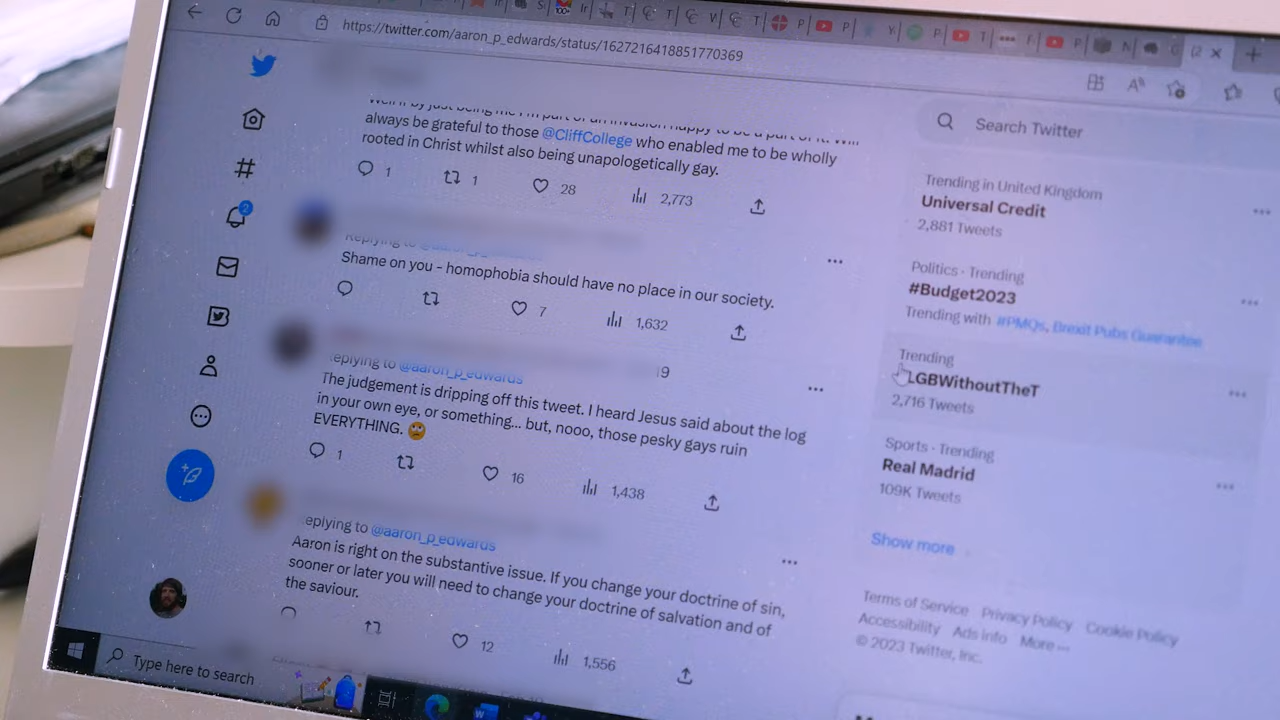 https://twitter.com/aaron_p_edwards/status/1627216418851770369
always be grateful to those @CliffCollege who enabled me to be wholly
rooted in Christ whilst also being unapologetically gay.
1 1 28 2,773
Replying to
Shame on you - homophobia should have no place in our society.
7 1,632
eplying to @aaron_p_edwards
9
The judgement is dripping off this tweet. I heard Jesus said about the log
in your own eye, or something... but, nooo, those pesky gays ruin
EVERYTHING. 🙄
1 16 1,438
eplying to @aaron_p_edwards
Aaron is right on the substantive issue. If you change your doctrine of sin,
sooner or later you will need to change your doctrine of salvation and of
the saviour.
12 1,556
Search Twitter
Trending in United Kingdom
Universal Credit
2,881 Tweets
Politics · Trending
#Budget2023
Trending with #PMQs, Brexit Pubs Guarantee
Trending
LGBWithoutTheT
2,716 Tweets
Sports · Trending
Real Madrid
109K Tweets
Show more
Terms of Service Privacy Policy Cookie Policy
Accessibility Ads info More ...
© 2023 Twitter, Inc.
2
Type here to search